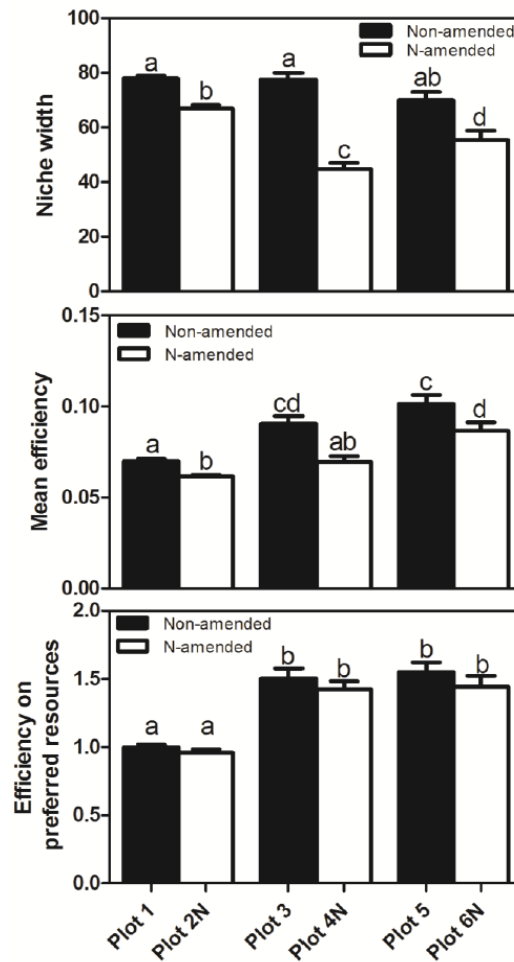 100
80
60
40
20
0
Niche width
Non-amended
N-amended
a
b
a
c
ab
d
0.15
0.10
0.05
0.00
Mean efficiency
Non-amended
N-amended
a
b
cd
ab
c
d
2.0
1.5
1.0
0.5
0.0
Efficiency on
preferred resources
Non-amended
N-amended
a
a
b
b
b
b
Plot 1
Plot 2N
Plot 3
Plot 4N
Plot 5
Plot 6N